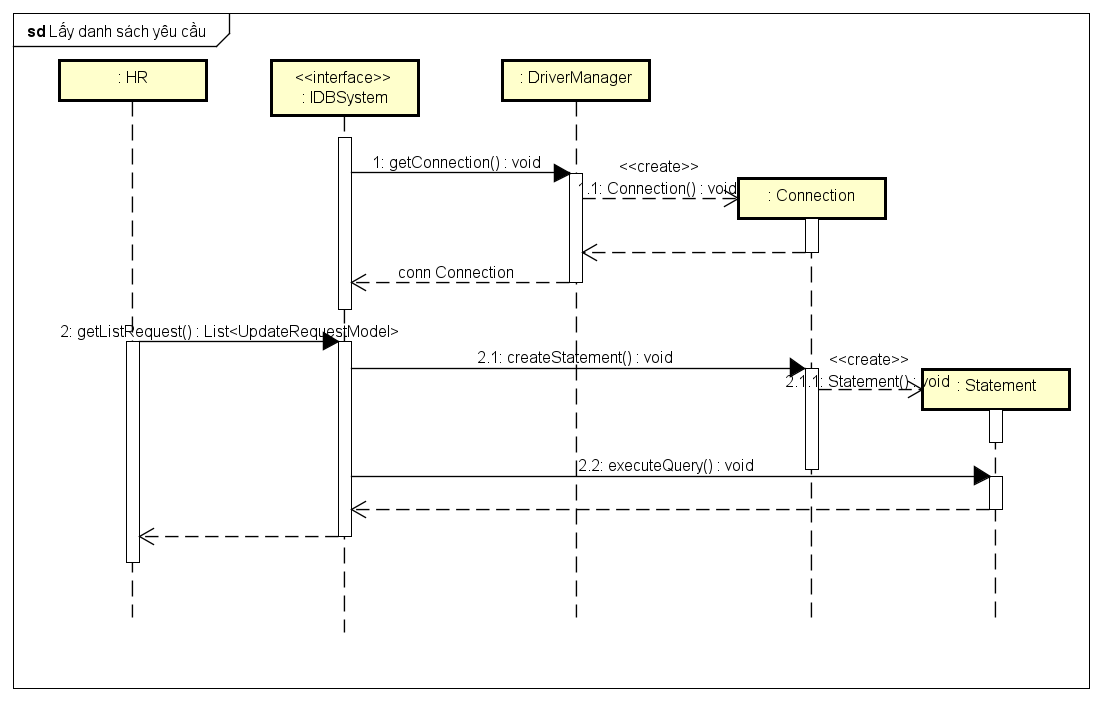 sd Lấy danh sách yêu cầu
: HR
<<interface>>
: IDBSystem
: DriverManager
1: getConnection() : void
<<create>>
1.1: Connection() : void
: Connection
conn Connection
2: getListRequest() : List<UpdateRequestModel>
2.1: createStatement() : void
<<create>>
2.1.1: Statement() : void
: Statement
2.2: executeQuery() : void